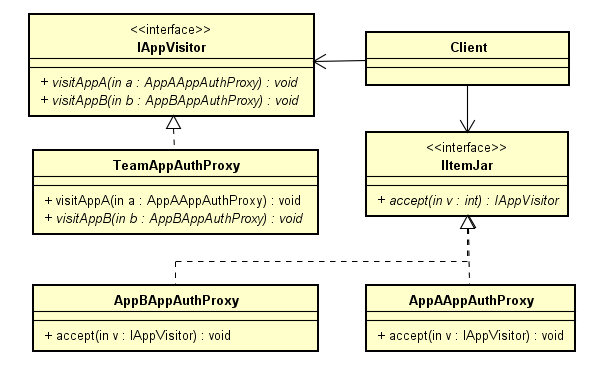 <<interface>>
IAppVisitor
+ visitAppA(in a : AppAAppAuthProxy) : void
+ visitAppB(in b : AppBAppAuthProxy) : void
Client
TeamAppAuthProxy
+ visitAppA(in a : AppAAppAuthProxy) : void
+ visitAppB(in b : AppBAppAuthProxy) : void
<<interface>>
IItemJar
+ accept(in v : int) : IAppVisitor
AppBAppAuthProxy
+ accept(in v : IAppVisitor) : void
AppAAppAuthProxy
+ accept(in v : IAppVisitor) : void